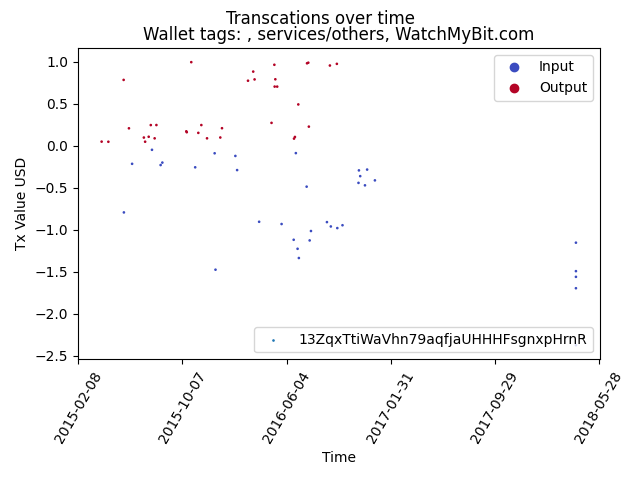 Transcations over time
Wallet tags: , services/others, WatchMyBit.com
Input
Output
1.0
0.5
0.0
−0.5
−1.0
−1.5
−2.0
−2.5
Tx Value USD
13ZqxTtiWaVhn79aqfjaUHHHFsgnxpHrnR
2015-02-08
2015-10-07
2016-06-04
2017-01-31
2017-09-29
2018-05-28
Time